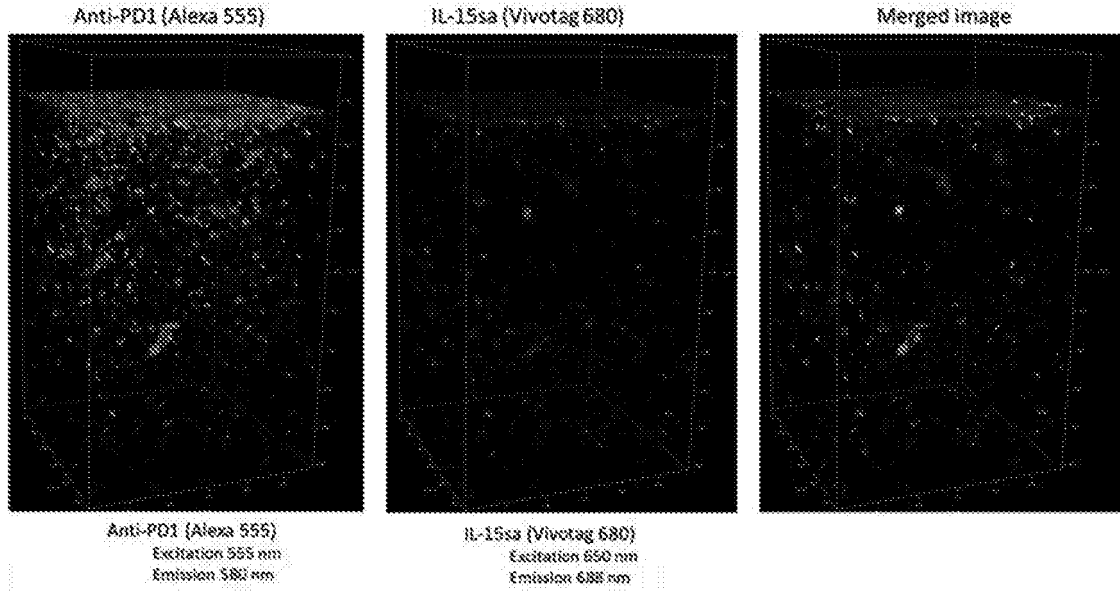 Anti-PD1 (Alexa 555)
IL-15sa (Vivotag 680)
Merged image
Anti-PD1 (Alexa 555)
Excitation 555 nm
Emission 580 nm
IL-15sa (Vivotag 680)
Excitation 650 nm
Emission 688 nm